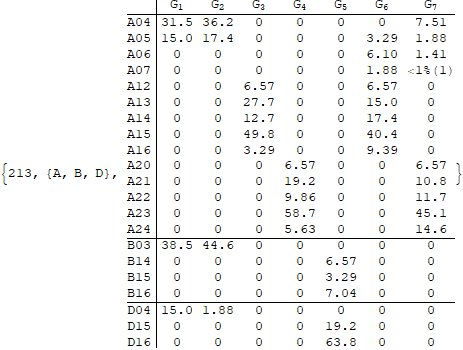 G₁ G₂ G₃ G₄ G₅ G₆ G₇
A04 31.5 36.2 0 0 0 0 7.51
A05 15.0 17.4 0 0 0 3.29 1.88
A06 0 0 0 0 0 6.10 1.41
A07 0 0 0 0 0 1.88 <1%(1)
A12 0 0 6.57 0 0 6.57 0
A13 0 0 27.7 0 0 15.0 0
A14 0 0 12.7 0 0 17.4 0
A15 0 0 49.8 0 0 40.4 0
A16 0 0 3.29 0 0 9.39 0
{213, {A, B, D}, A20 0 0 0 6.57 0 0 6.57 }
A21 0 0 0 19.2 0 0 10.8
A22 0 0 0 9.86 0 0 11.7
A23 0 0 0 58.7 0 0 45.1
A24 0 0 0 5.63 0 0 14.6
B03 38.5 44.6 0 0 0 0 0
B14 0 0 0 0 6.57 0 0
B15 0 0 0 0 3.29 0 0
B16 0 0 0 0 7.04 0 0
D04 15.0 1.88 0 0 0 0 0
D15 0 0 0 0 19.2 0 0
D16 0 0 0 0 63.8 0 0